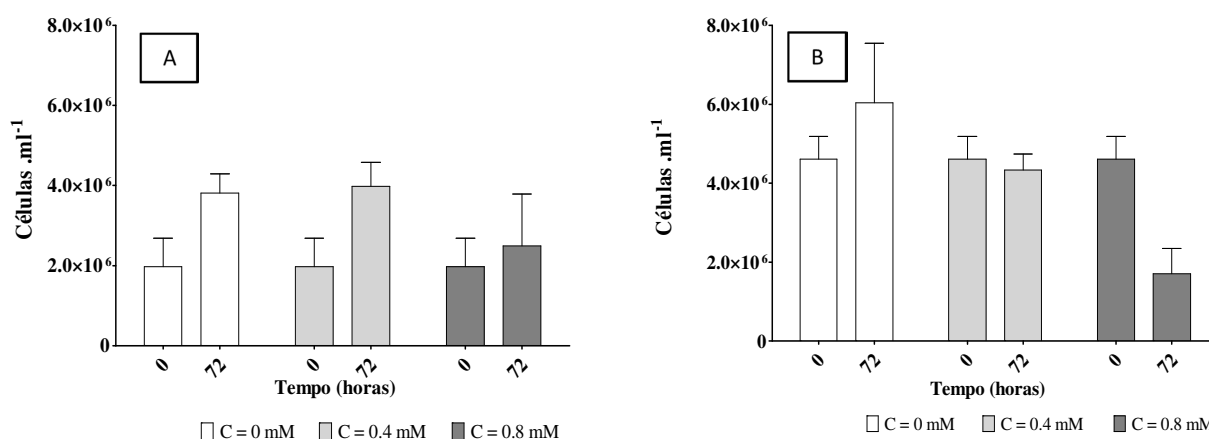 8.0×10⁶
6.0×10⁶
4.0×10⁶
2.0×10⁶
0
Células .ml⁻¹
A
0 72 0 72 0 72
Tempo (horas)
C = 0 mM C = 0.4 mM C = 0.8 mM
8.0×10⁶
6.0×10⁶
4.0×10⁶
2.0×10⁶
0
Células .ml⁻¹
B
0 72 0 72 0 72
Tempo (horas)
C = 0 mM C = 0.4 mM C = 0.8 mM